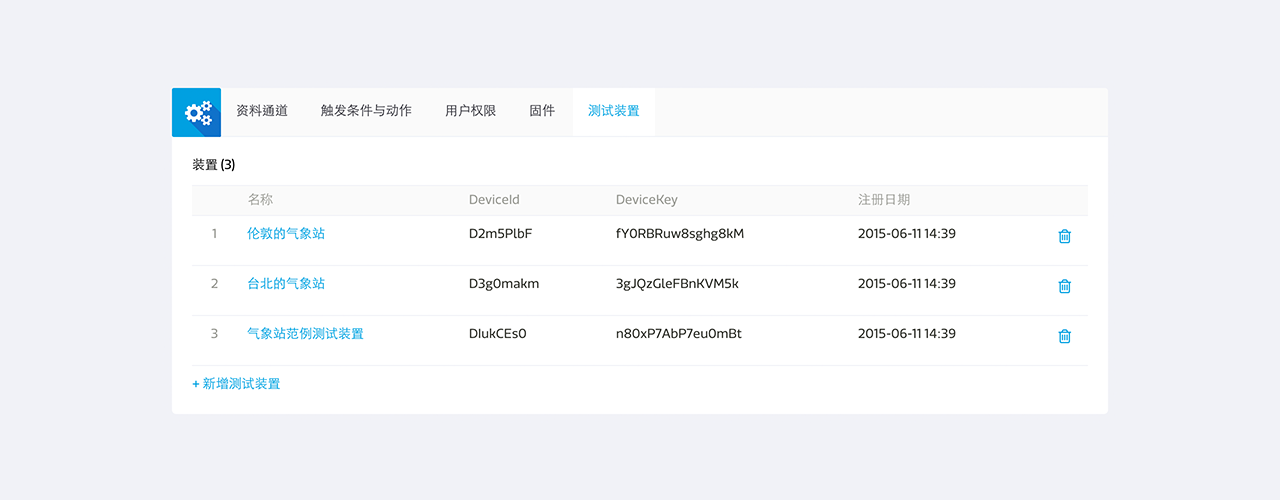 资料通道 触发条件与动作 用户权限 固件 测试装置
装置 (3)
名称 DeviceId DeviceKey 注册日期
1 伦敦的气象站 D2m5PlbF fY0RBRuw8sghg8kM 2015-06-11 14:39
2 台北的气象站 D3g0makm 3gJQzGleFBnKVM5k 2015-06-11 14:39
3 气象站范例测试装置 DIukCEs0 n80xP7AbP7eu0mBt 2015-06-11 14:39
+ 新增测试装置